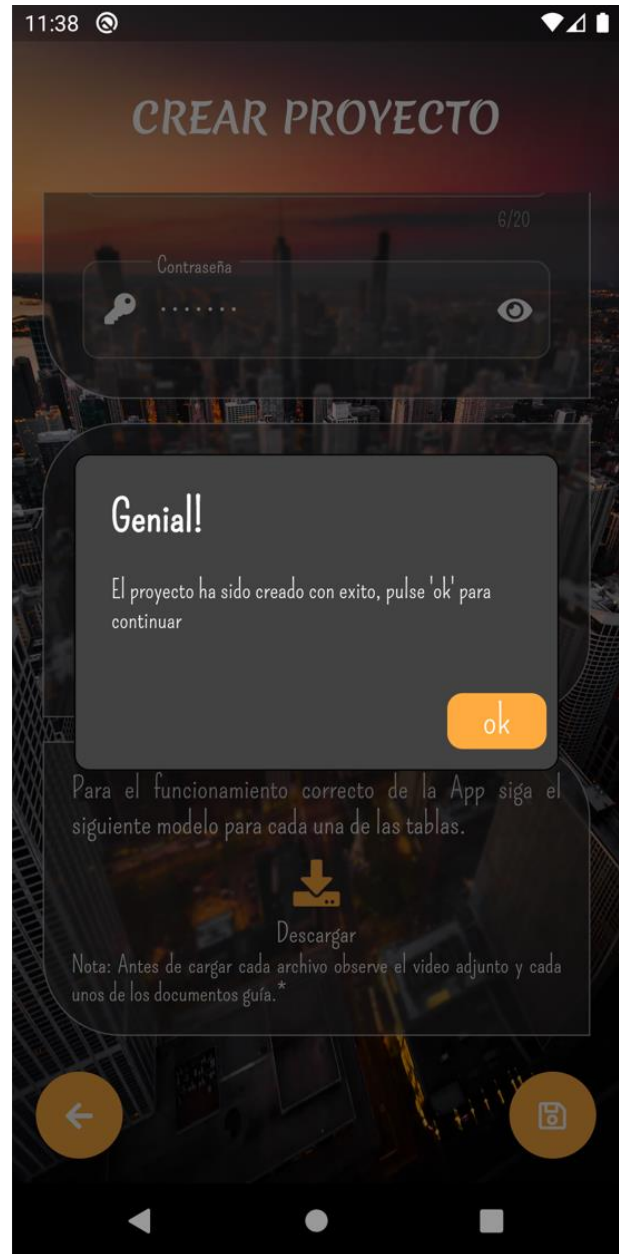 11:38
CREAR PROYECTO
6/20
Contraseña
Genial!
El proyecto ha sido creado con exito, pulse 'ok' para
continuar
ok
Para el funcionamiento correcto de la App siga el
siguiente modelo para cada una de las tablas.
Descargar
Nota: Antes de cargar cada archivo observe el video adjunto y cada
unos de los documentos guía.*